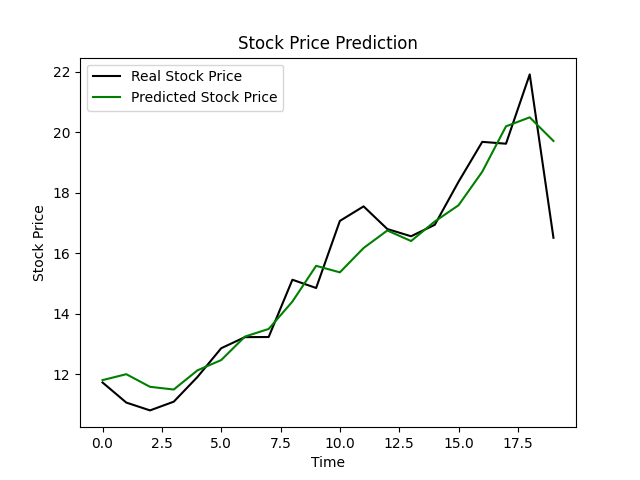 Stock Price Prediction
Real Stock Price
Predicted Stock Price
Stock Price
22
20
18
16
14
12
0.0 2.5 5.0 7.5 10.0 12.5 15.0 17.5
Time